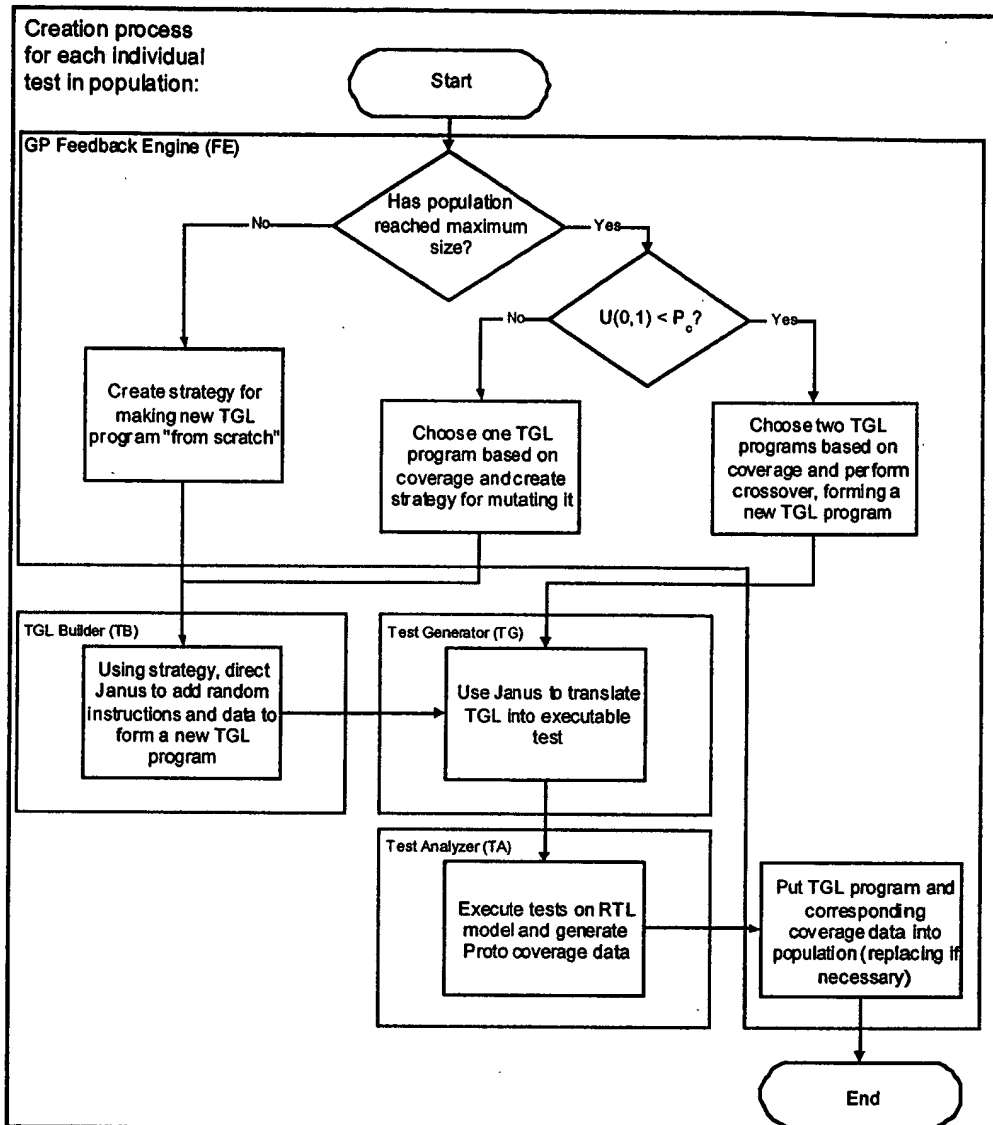 Creation process
for each individual
test in population:
Start
GP Feedback Engine (FE)
Has population
reached maximum
size?
No
Yes
U(0,1) < Pc?
No
Yes
Create strategy for
making new TGL
program "from scratch"
Choose one TGL
program based on
coverage and create
strategy for mutating it
Choose two TGL
programs based on
coverage and perform
crossover, forming a
new TGL program
TGL Builder (TB)
Using strategy, direct
Janus to add random
instructions and data to
form a new TGL
program
Test Generator (TG)
Use Janus to translate
TGL into executable
test
Test Analyzer (TA)
Execute tests on RTL
model and generate
Proto coverage data
Put TGL program and
corresponding
coverage data into
population (replacing if
necessary)
End